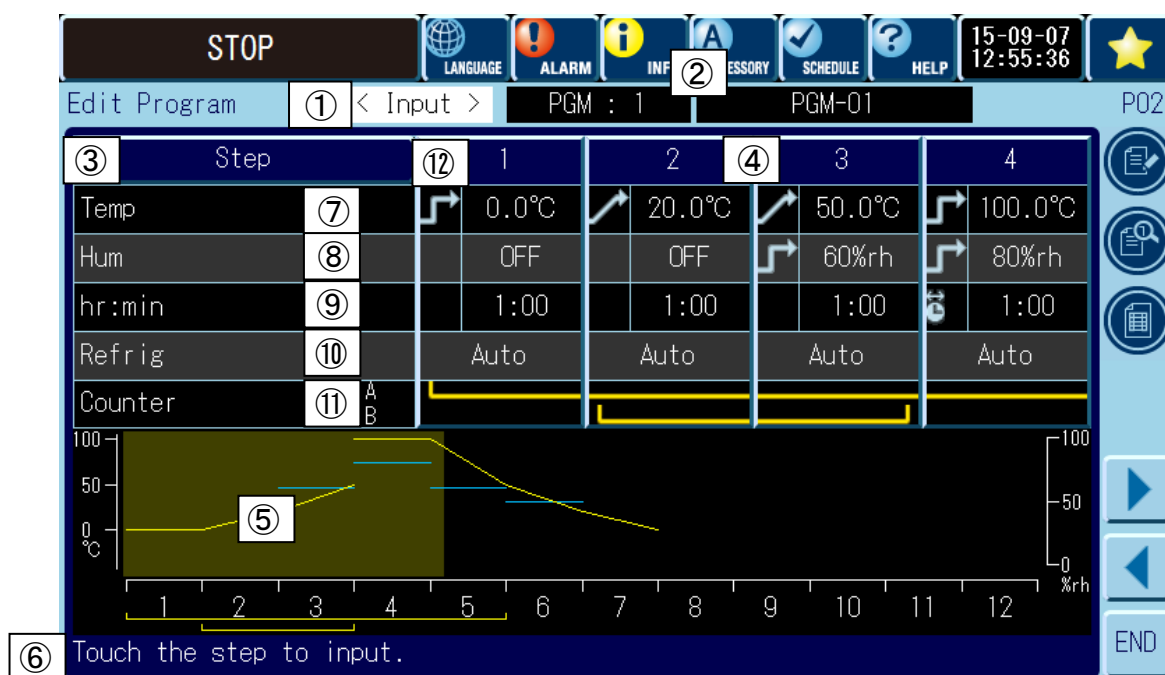 STOP LANGUAGE ALARM INF ② ESSORY SCHEDULE HELP 15-09-07
12:55:36
Edit Program ① < Input > PGM : 1 PGM-01 P02
③ Step ⑫ 1 2 ④ 3 4
Temp ⑦ 0.0°C 20.0°C 50.0°C 100.0°C
Hum ⑧ OFF OFF 60%rh 80%rh
hr:min ⑨ 1:00 1:00 1:00 1:00
Refrig ⑩ Auto Auto Auto Auto
Counter ⑪ A
B
100 100
50 ⑤ 50
0 0
°C %rh
1 2 3 4 5 6 7 8 9 10 11 12
⑥ Touch the step to input. END